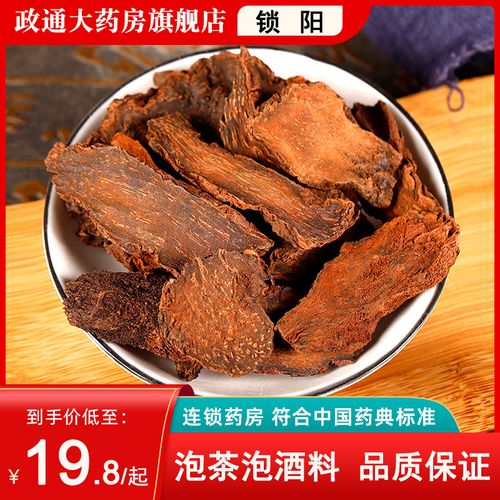 政通大药房旗舰店 锁阳
到手价低至：
¥19.8/起
连锁药房 符合中国药典标准
泡茶泡酒料 品质保证